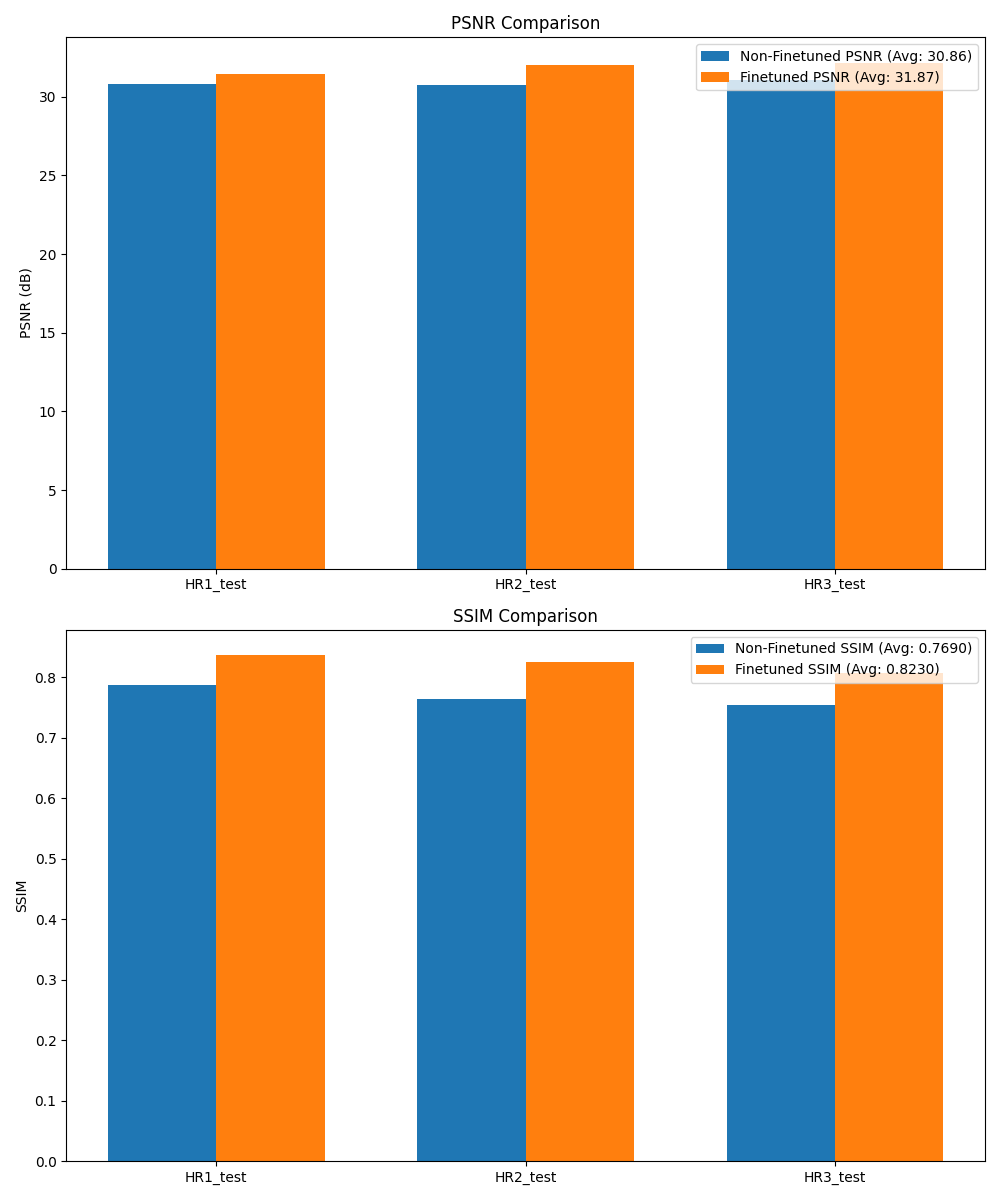 PSNR Comparison
Non-Finetuned PSNR (Avg: 30.86)
Finetuned PSNR (Avg: 31.87)
30
25
20
15
10
5
0
PSNR (dB)
HR1_test
HR2_test
HR3_test
SSIM Comparison
Non-Finetuned SSIM (Avg: 0.7690)
Finetuned SSIM (Avg: 0.8230)
0.8
0.7
0.6
0.5
0.4
0.3
0.2
0.1
0.0
SSIM
HR1_test
HR2_test
HR3_test